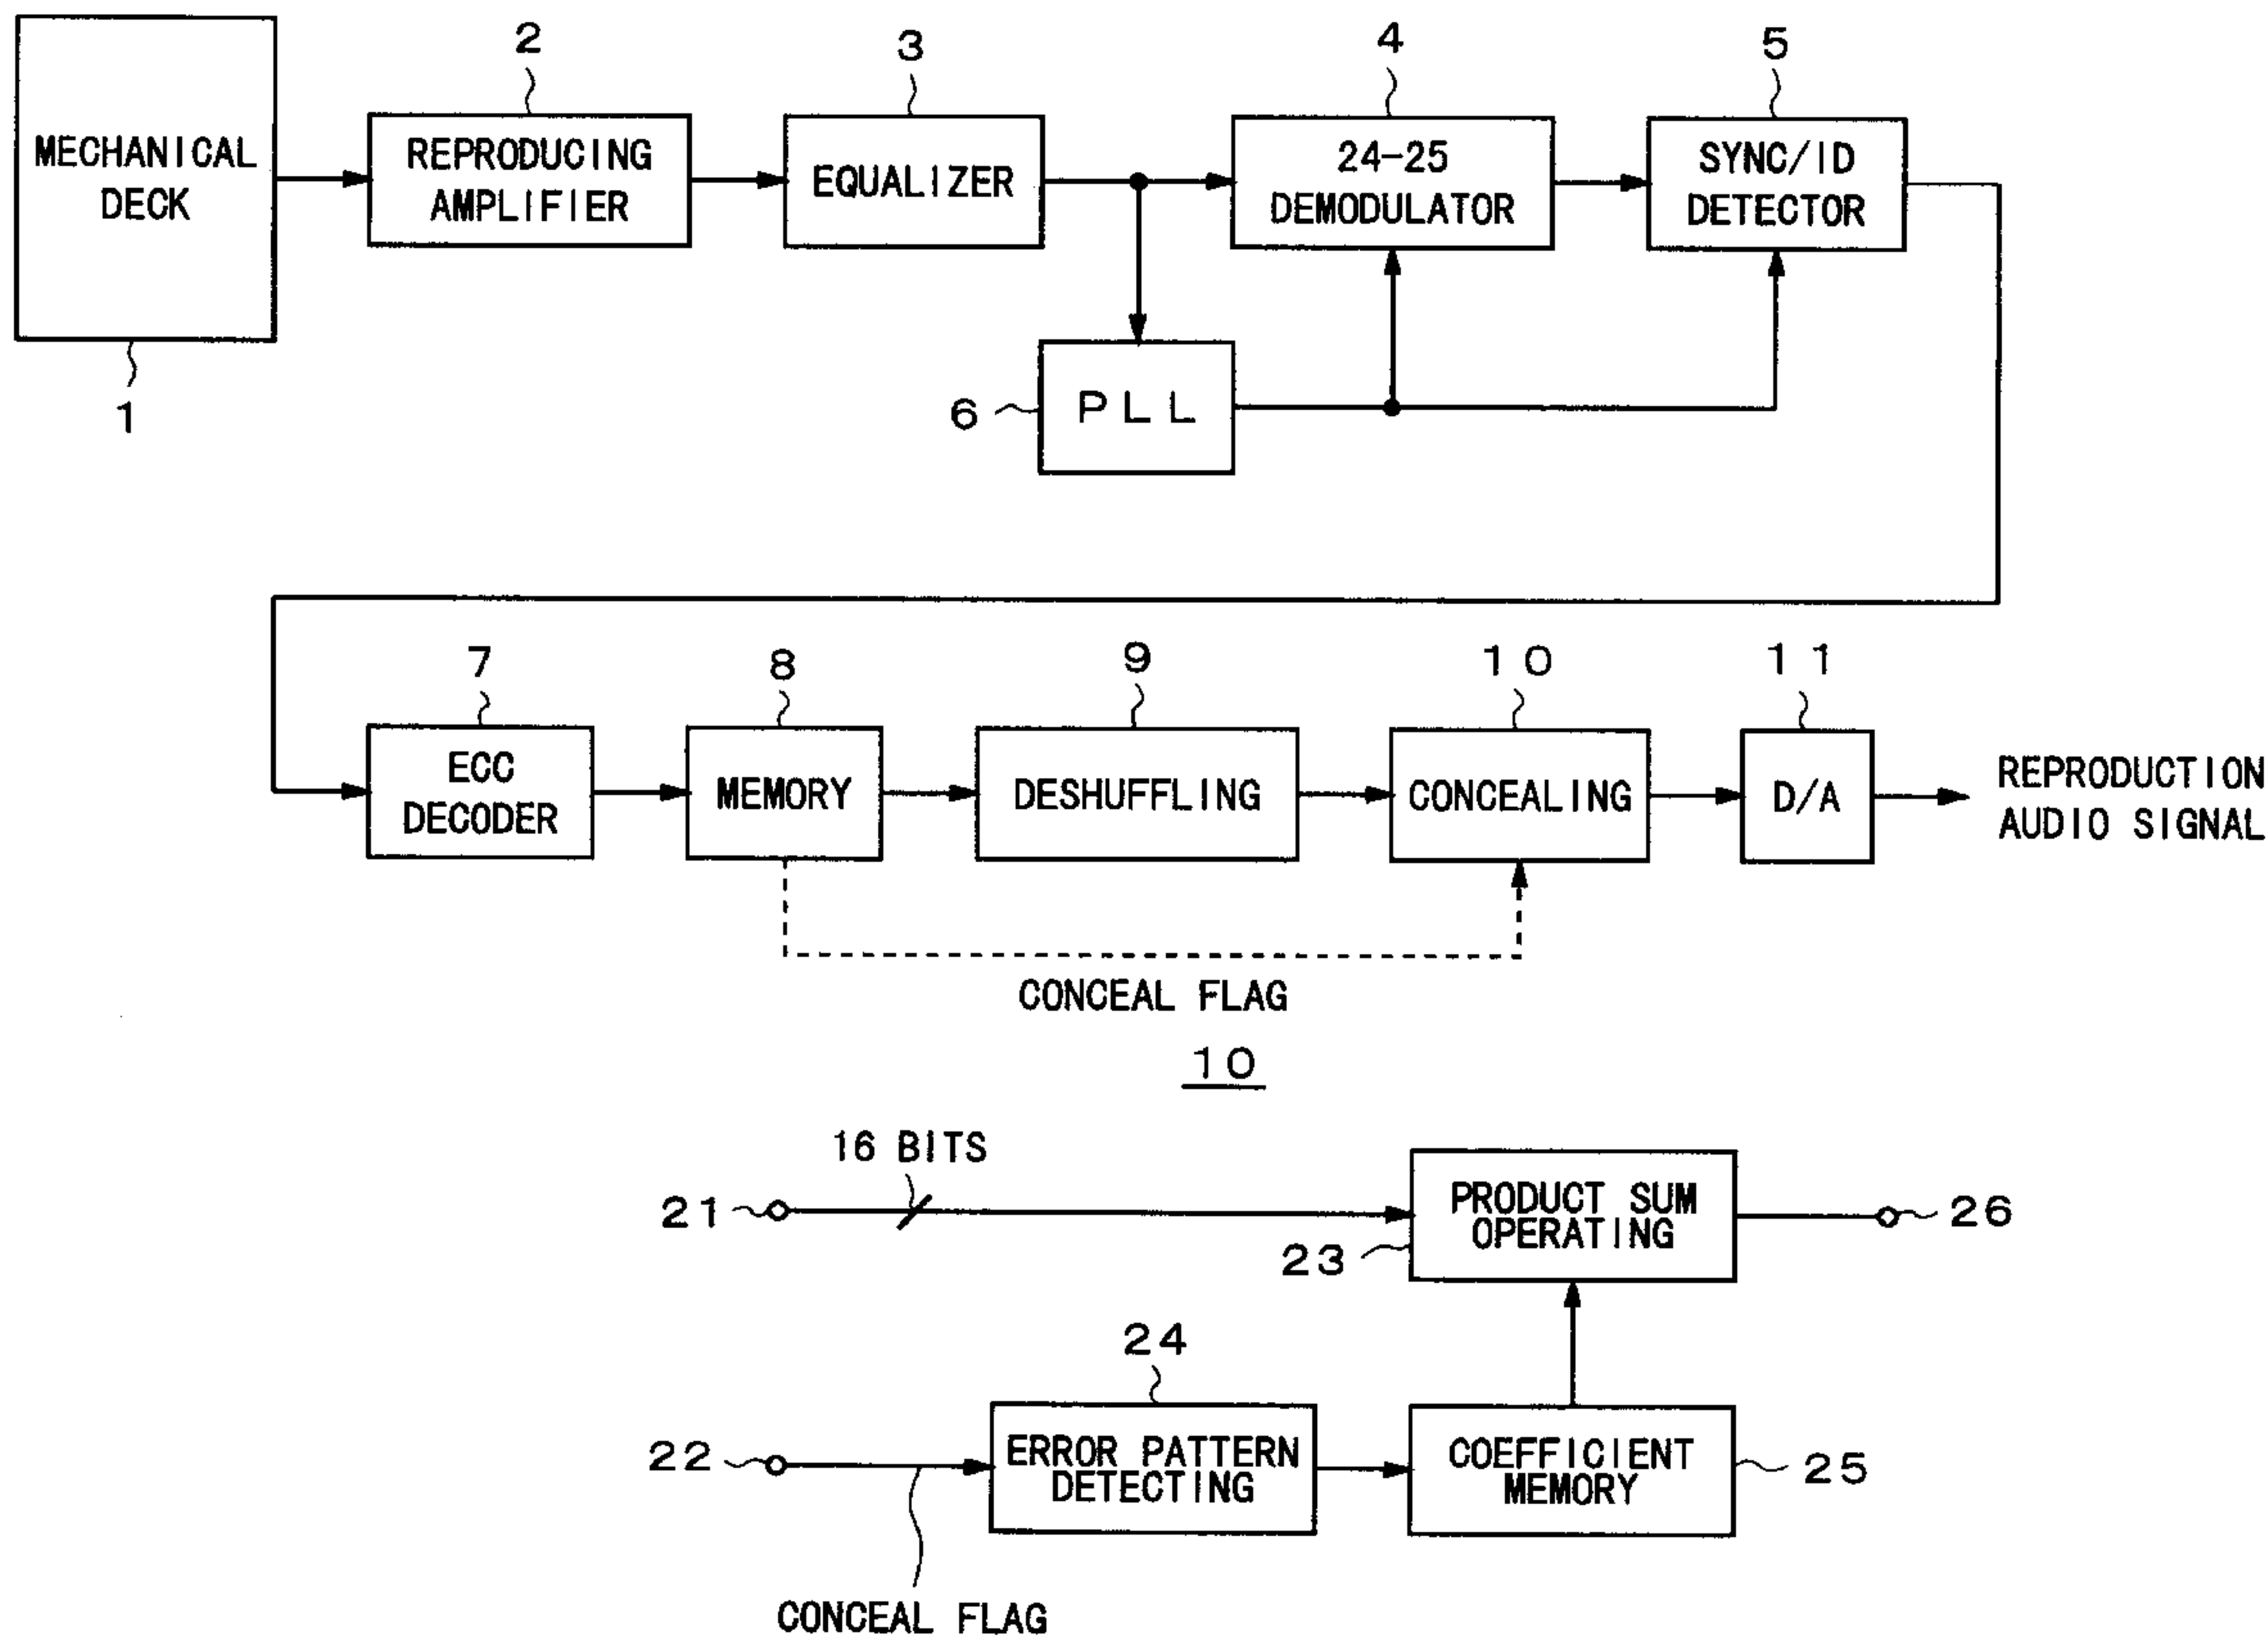 2
3
4
5
MECHANICAL
DECK
REPRODUCING
AMPLIFIER
EQUALIZER
24-25
DEMODULATOR
SYNC/ID
DETECTOR
1
6
PLL
7
8
9
10
11
ECC
DECODER
MEMORY
DESHUFFLING
CONCEALING
D/A
REPRODUCTION
AUDIO SIGNAL
CONCEAL FLAG
10
16 BITS
21
PRODUCT SUM
OPERATING
26
23
24
22
ERROR PATTERN
DETECTING
COEFFICIENT
MEMORY
25
CONCEAL FLAG